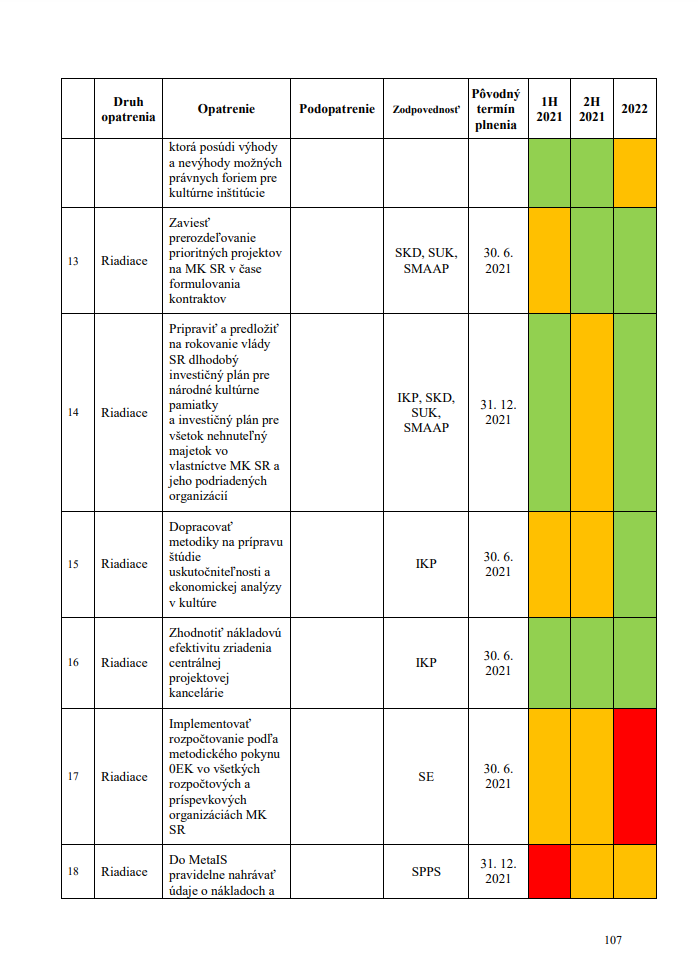 Druh opatrenia
Opatrenie
Podopatrenie
Zodpovednosť
Pôvodný termín plnenia
1H 2021
2H 2021
2022
ktorá posúdi výhody
a nevýhody možných
právnych foriem pre
kultúrne inštitúcie
13
Riadiace
Zaviesť
prerozdeľovanie
prioritných projektov
na MK SR v čase
formulovania
kontraktov
SKD, SUK,
SMAAP
30. 6.
2021
14
Riadiace
Pripraviť a predložiť
na rokovanie vlády
SR dlhodobý
investičný plán pre
národné kultúrne
pamiatky
a investičný plán pre
všetok nehnuteľný
majetok vo
vlastníctve MK SR a
jeho podriadených
organizácií
IKP, SKD,
SUK,
SMAAP
31. 12.
2021
15
Riadiace
Dopracovať
metodiky na prípravu
štúdie
uskutočniteľnosti a
ekonomickej analýzy
v kultúre
IKP
30. 6.
2021
16
Riadiace
Zhodnotiť nákladovú
efektivitu zriadenia
centrálnej
projektovej
kancelárie
IKP
30. 6.
2021
17
Riadiace
Implementovať
rozpočtovanie podľa
metodického pokynu
0EK vo všetkých
rozpočtových a
príspevkových
organizáciách MK
SR
SE
30. 6.
2021
18
Riadiace
Do MetaIS
pravidelne nahrávať
údaje o nákladoch a
SPPS
31. 12.
2021
107